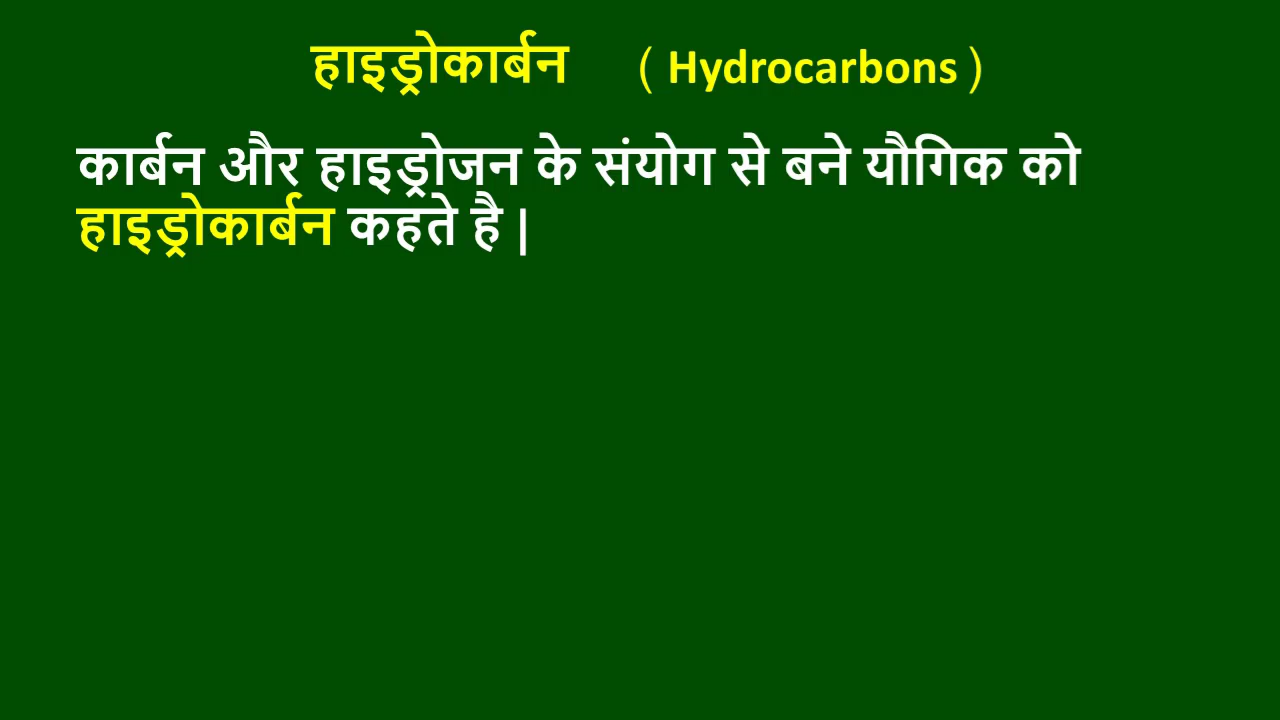 हाइड्रोकार्बन ( Hydrocarbons )
कार्बन और हाइड्रोजन के संयोग से बने यौगिक को
हाइड्रोकार्बन कहते है |